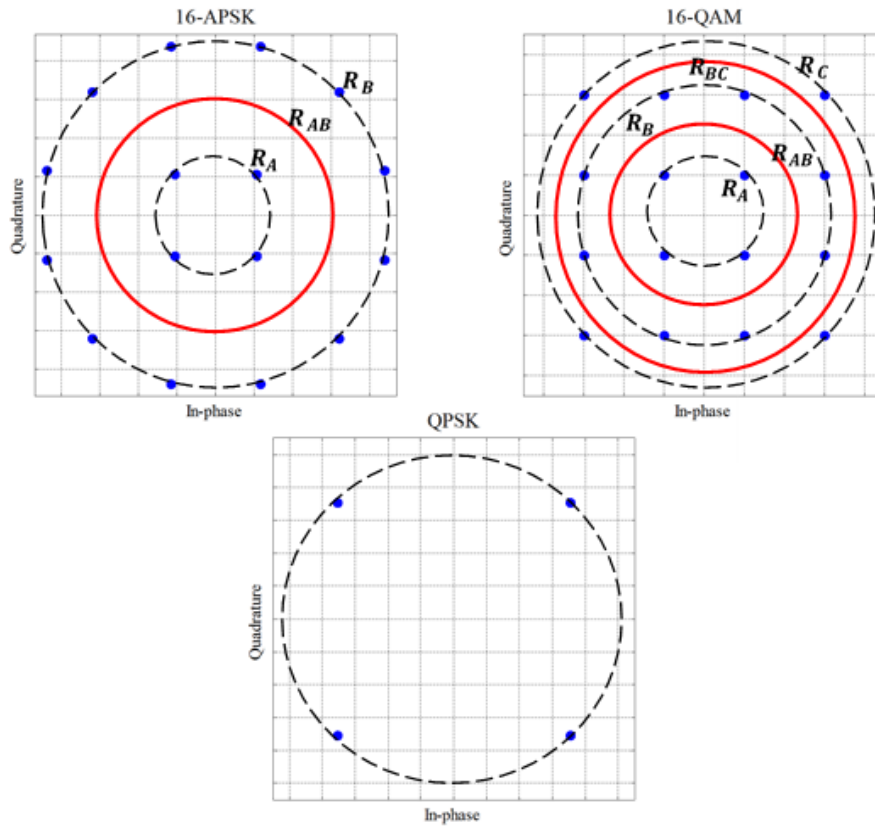 16-APSK
R_B
R_AB
R_A
Quadrature
In-phase
16-QAM
R_C
R_BC
R_B
R_AB
R_A
Quadrature
In-phase
QPSK
Quadrature
In-phase